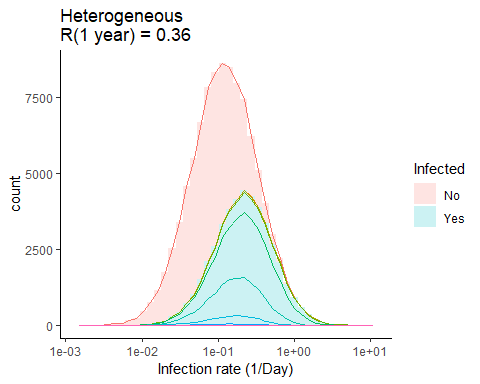 Heterogeneous
R(1 year) = 0.36
count
7500
5000
2500
0
1e-03
1e-02
1e-01
1e+00
1e+01
Infection rate (1/Day)
Infected
No
Yes